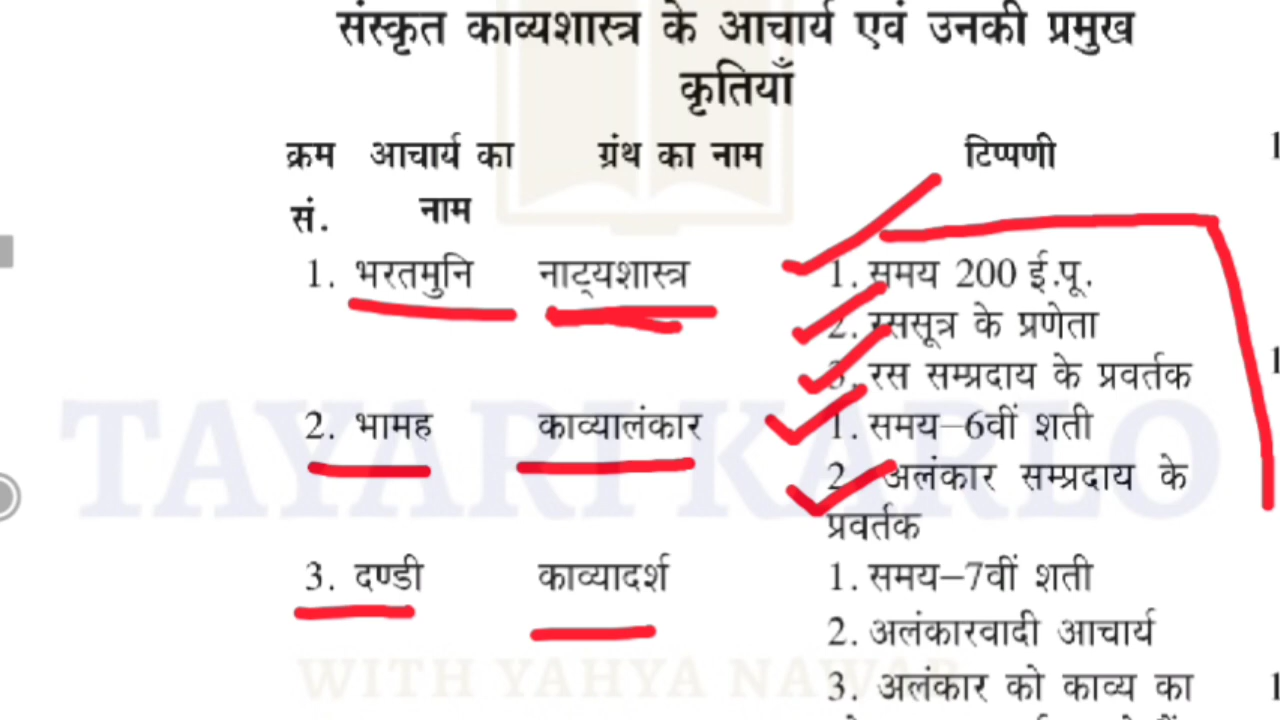 संस्कृत काव्यशास्त्र के आचार्य एवं उनकी प्रमुख
कृतियाँ
क्रम आचार्य का ग्रंथ का नाम टिप्पणी
सं. नाम
1. भरतमुनि नाट्यशास्त्र 1. समय 200 ई.पू.
2. रससूत्र के प्रणेता
3. रस सम्प्रदाय के प्रवर्तक
2. भामह काव्यालंकार 1. समय–6वीं शती
2. अलंकार सम्प्रदाय के
प्रवर्तक
3. दण्डी काव्यादर्श 1. समय–7वीं शती
2. अलंकारवादी आचार्य
3. अलंकार को काव्य का
TAYARI KARLO
WITH YAHYA NAWAB